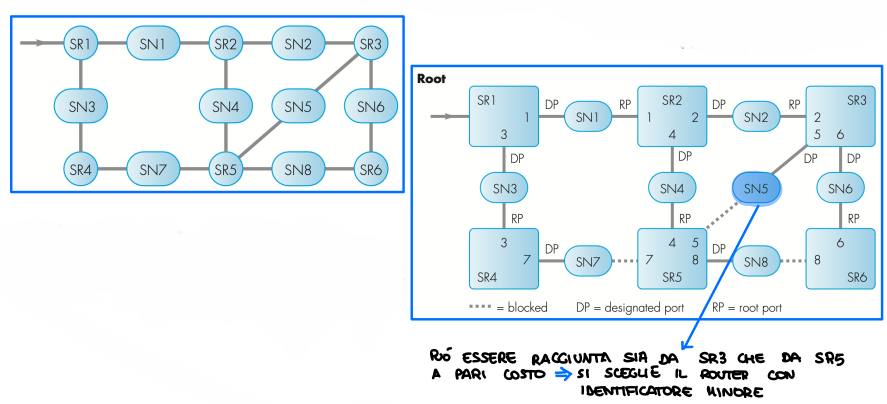 SR1 SN1 SR2 SN2 SR3
SN3 SN4 SN5 SN6
SR4 SN7 SR5 SN8 SR6
Root
SR1 1 DP SN1 RP 1 SR2 2 DP SN2 RP 2 SR3
3 4 5 6
DP DP DP DP
SN3 SN4 SN5 SN6
RP RP RP
3 4 5 6
SR4 7 DP SN7 7 SR5 8 DP SN8 8 SR6
= blocked DP = designated port RP = root port
PUÒ ESSERE RAGGIUNTA SIA DA SR3 CHE DA SR5
A PARI COSTO ⇒ SI SCEGLIE IL ROUTER CON
IDENTIFICATORE MINORE